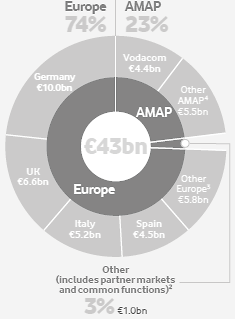 Europe AMAP
74% 23%
Vodacom
€4.4bn
Germany
€10.0bn
Other
AMAP⁴
€5.5bn
AMAP
€43bn
UK
€6.6bn
Europe
Other
Europe³
€5.8bn
Italy
€5.2bn
Spain
€4.5bn
Other
(includes partner markets
and common functions)²
3% €1.0bn